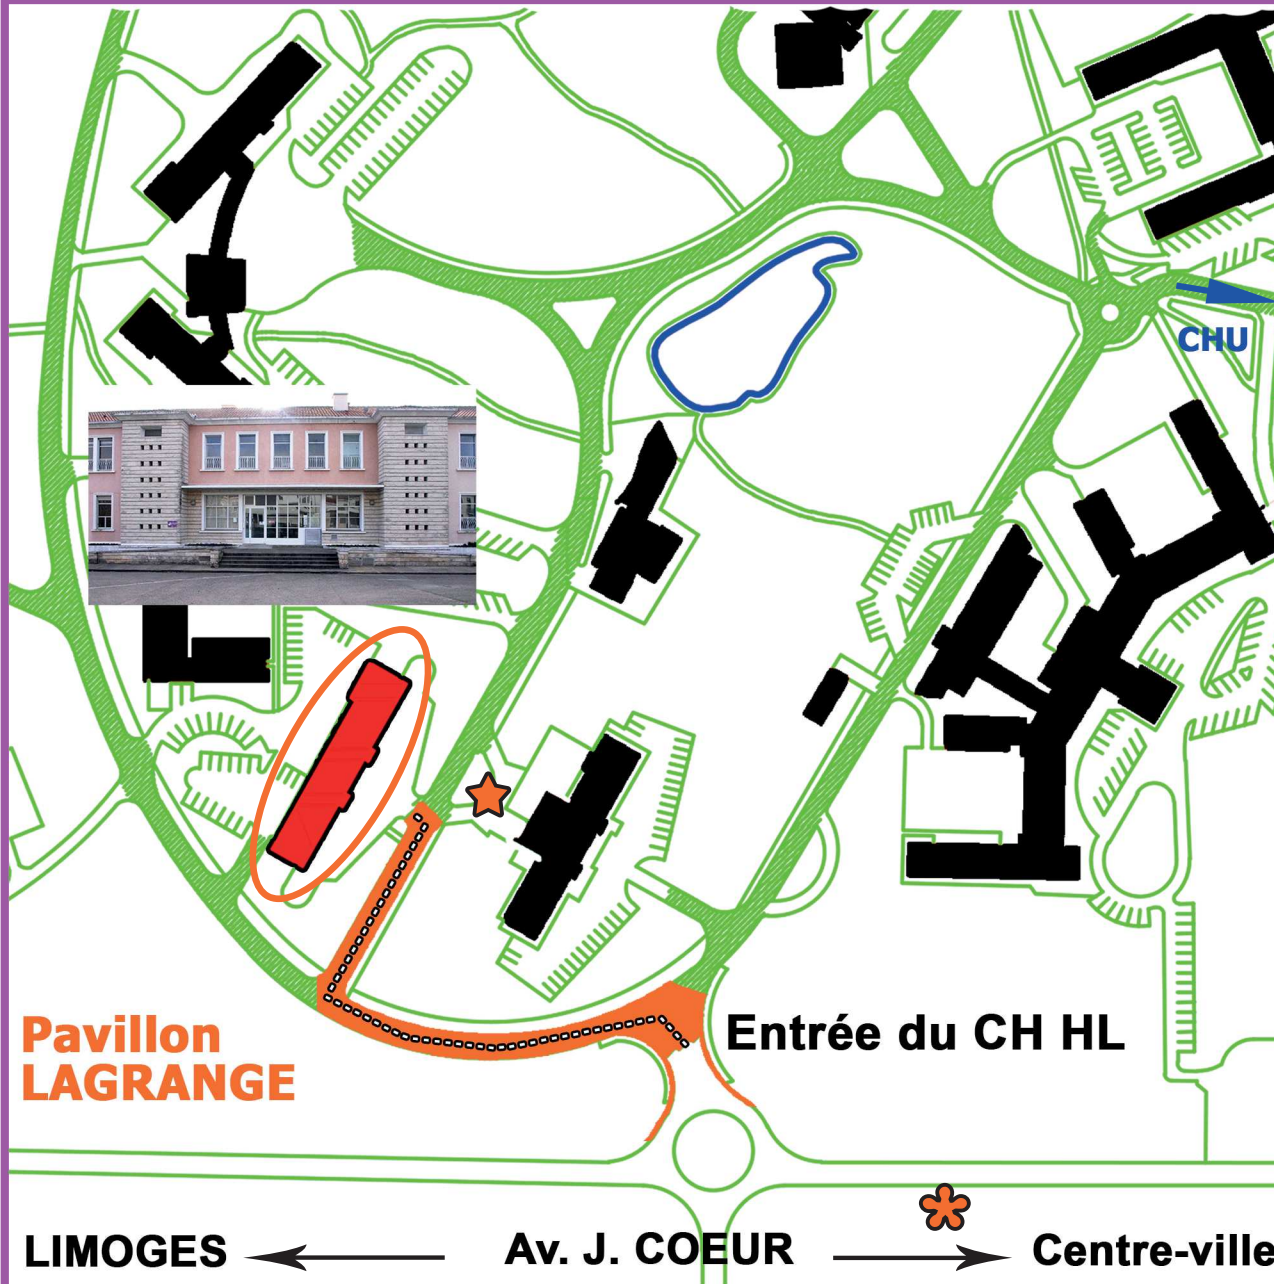 CHU
Entrée du CH HL
Pavillon
LAGRANGE
LIMOGES
Av. J. COEUR
Centre-ville